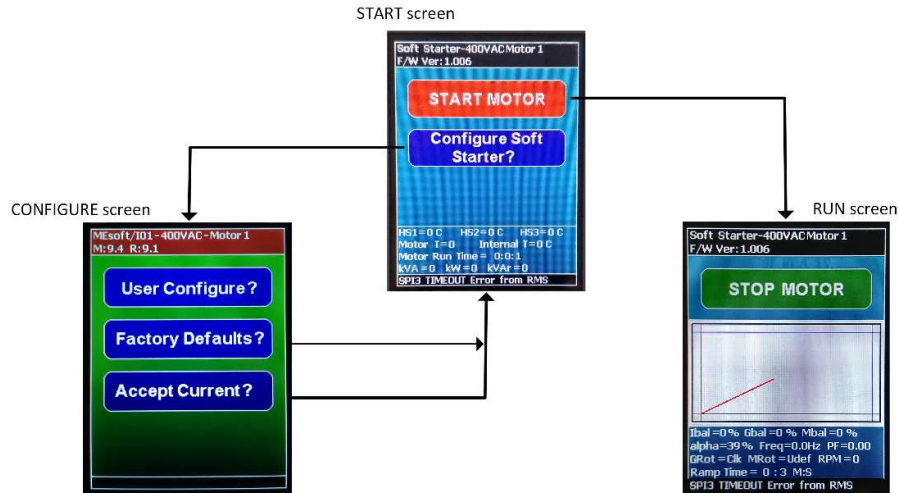 START screen
Soft Starter-400VACMotor 1
F/W Ver:1.006
START MOTOR
Configure Soft
Starter?
HS1=0 C HS2=0 C HS3=0 C
Motor T=0 Internal T=0 C
Motor Run Time = 0:0:1
kVA=0 kW=0 kVAr=0
SPI3 TIMEOUT Error from RMS
CONFIGURE screen
MEsoft/I01-400VAC-Motor 1
M:9.4 R:9.1
User Configure?
Factory Defaults?
Accept Current?
RUN screen
Soft Starter-400VACMotor 1
F/W Ver:1.006
STOP MOTOR
Ibal=0% Gbal=0 % Mbal=0 %
alpha=39% Freq=0.0Hz PF=0.00
GRot=Clk MRot=Udef RPM=0
Ramp Time = 0 : 3 M:S
SPI3 TIMEOUT Error from RMS